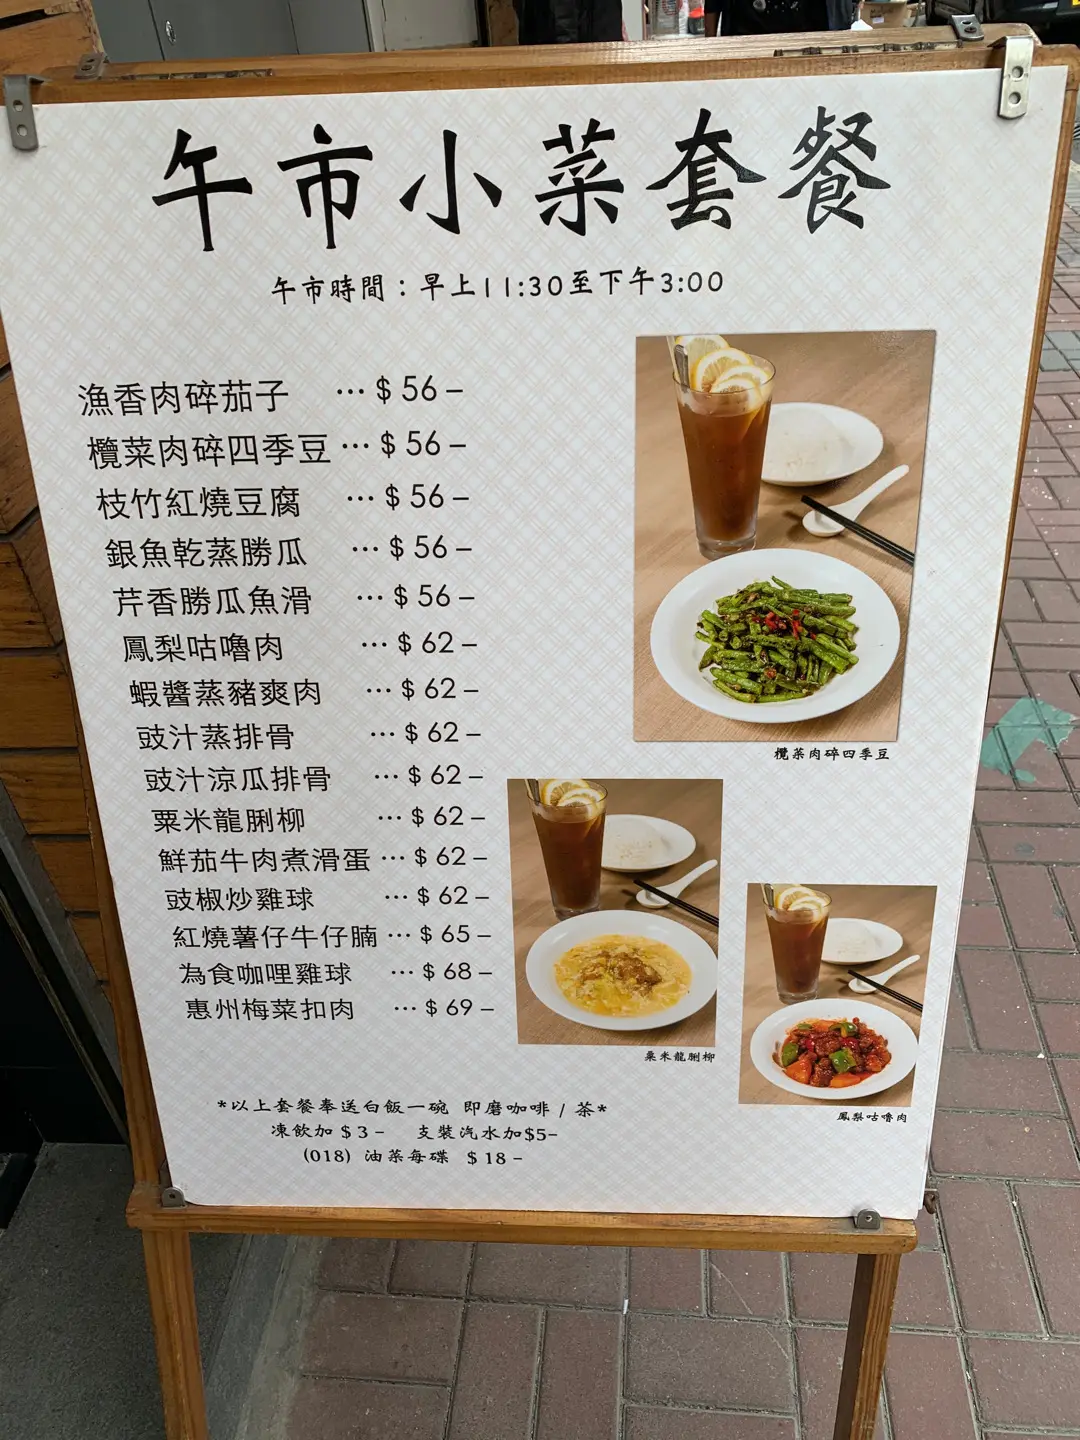 午市小菜套餐
午市時間：早上11:30至下午3:00
漁香肉碎茄子 …$56–
欖菜肉碎四季豆…$56–
枝竹紅燒豆腐 …$56–
銀魚乾蒸勝瓜 …$56–
芹香勝瓜魚滑 …$56–
鳳梨咕嚕肉 …$62–
蝦醬蒸豬爽肉 …$62–
豉汁蒸排骨 …$62–
豉汁涼瓜排骨 …$62–
粟米龍脷柳 …$62–
鮮茄牛肉煮滑蛋…$62–
豉椒炒雞球 …$62–
紅燒薯仔牛仔腩…$65–
為食咖哩雞球 …$68–
惠州梅菜扣肉 …$69–
欖菜肉碎四季豆
粟米龍脷柳
鳳梨咕嚕肉
*以上套餐奉送白飯一碗 即磨咖啡/茶*
凍飲加$3– 支裝汽水加$5–
(018) 油菜每碟 $18–